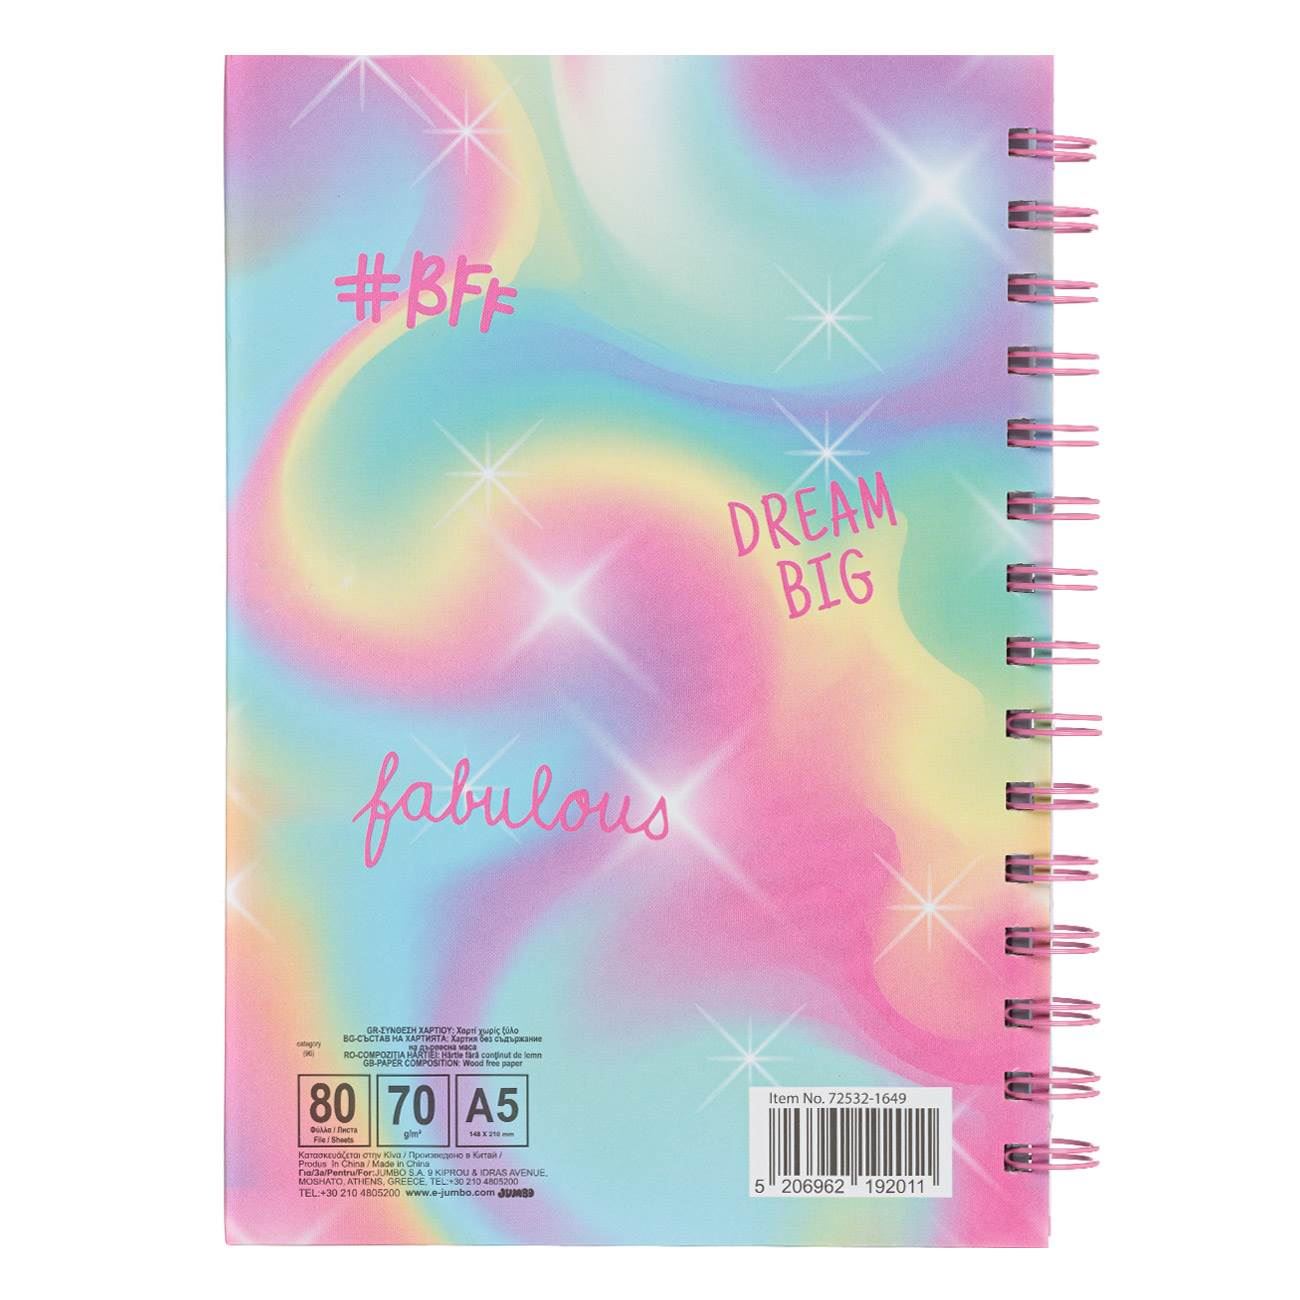 #BFF
DREAM
BIG
fabulous
category
(96)
GR-ΣΥΝΘΕΣΗ ΧΑΡΤΙΟΥ: Χαρτί χωρίς ξύλο
BG-СЪСТАВ НА ХАРТИЯТА: Хартия без съдържание
на дървесна маса
RO-COMPOZIȚIA HÂRTIEI: Hârtie fără conținut de lemn
GB-PAPER COMPOSITION: Wood free paper
80
Φύλλα / Листа
File / Sheets
70
g/m²
A5
148 X 210 mm
Κατασκευάζεται στην Κίνα / Произведено в Китай /
Produs în China / Made in China
Για/За/Pentru/For: JUMBO S.A. 9 KIPROU & IDRAS AVENUE,
MOSHATO, ATHENS, GREECE, TEL:+30 210 4805200
TEL:+30 210 4805200 www.e-jumbo.com JUMBO
Item No. 72532-1649
5 206962 192011